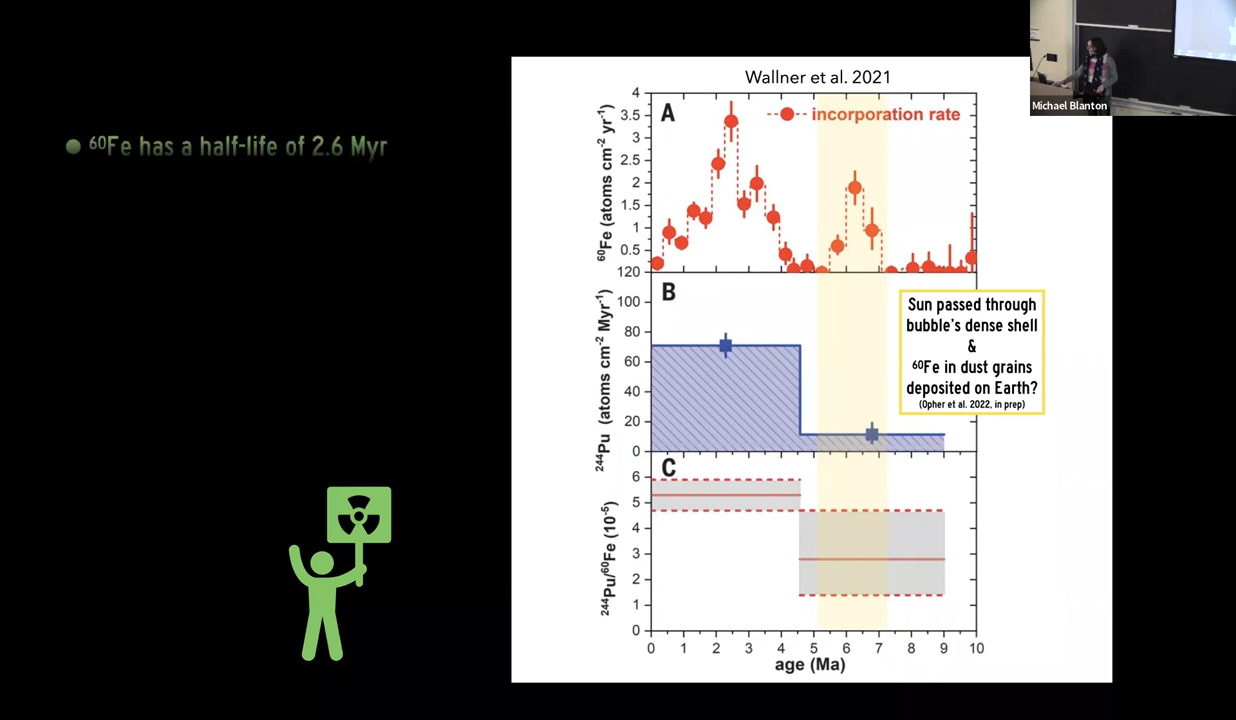 Michael Blanton
⁶⁰Fe has a half-life of 2.6 Myr
Wallner et al. 2021
A
incorporation rate
⁶⁰Fe (atoms cm⁻² yr⁻¹)
4
3.5
3
2.5
2
1.5
1
0.5
120
B
²⁴⁴Pu (atoms cm⁻² Myr⁻¹)
100
80
60
40
20
0
Sun passed through
bubble's dense shell
&
⁶⁰Fe in dust grains
deposited on Earth?
(Opher et al. 2022, in prep)
C
²⁴⁴Pu/⁶⁰Fe (10⁻⁵)
6
5
4
3
2
1
0
0 1 2 3 4 5 6 7 8 9 10
age (Ma)